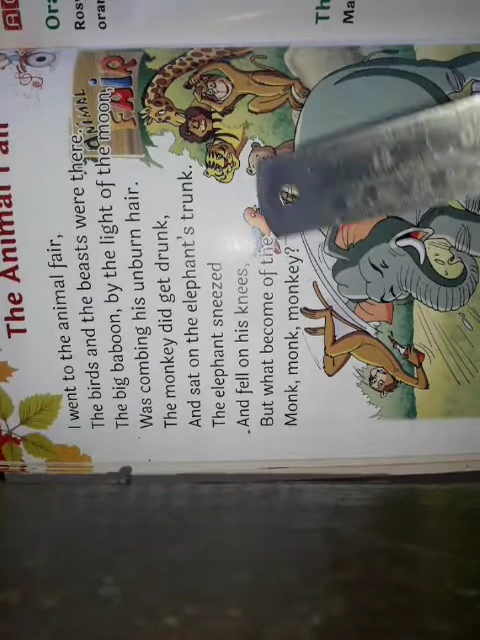 The Animal Fair
I went to the animal fair,
The birds and the beasts were there.
The big baboon, by the light of the moon,
Was combing his unburn hair.
The monkey did get drunk,
And sat on the elephant's trunk.
The elephant sneezed
And fell on his knees,
But what become of the
Monk, monk, monkey?
ANIMAL
FAIR